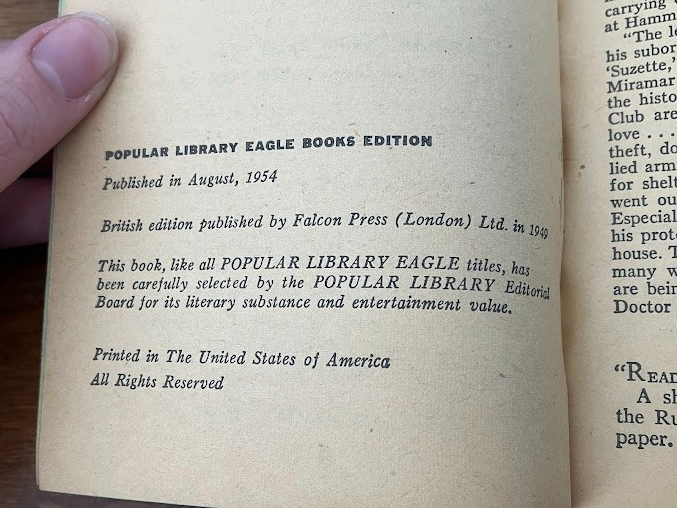 POPULAR LIBRARY EAGLE BOOKS EDITION
Published in August, 1954
British edition published by Falcon Press (London) Ltd. in 1949
This book, like all POPULAR LIBRARY EAGLE titles, has
been carefully selected by the POPULAR LIBRARY Editorial
Board for its literary substance and entertainment value.
Printed in The United States of America
All Rights Reserved
carrying
at Hamm
"The le
his subor
'Suzette,'
Miramar
the histo
Club are
love . . .
theft, do
lied arm
for shelt
went ou
Especial
his prot
house. T
many w
are bein
Doctor
"READ
A sh
the Ru
paper.